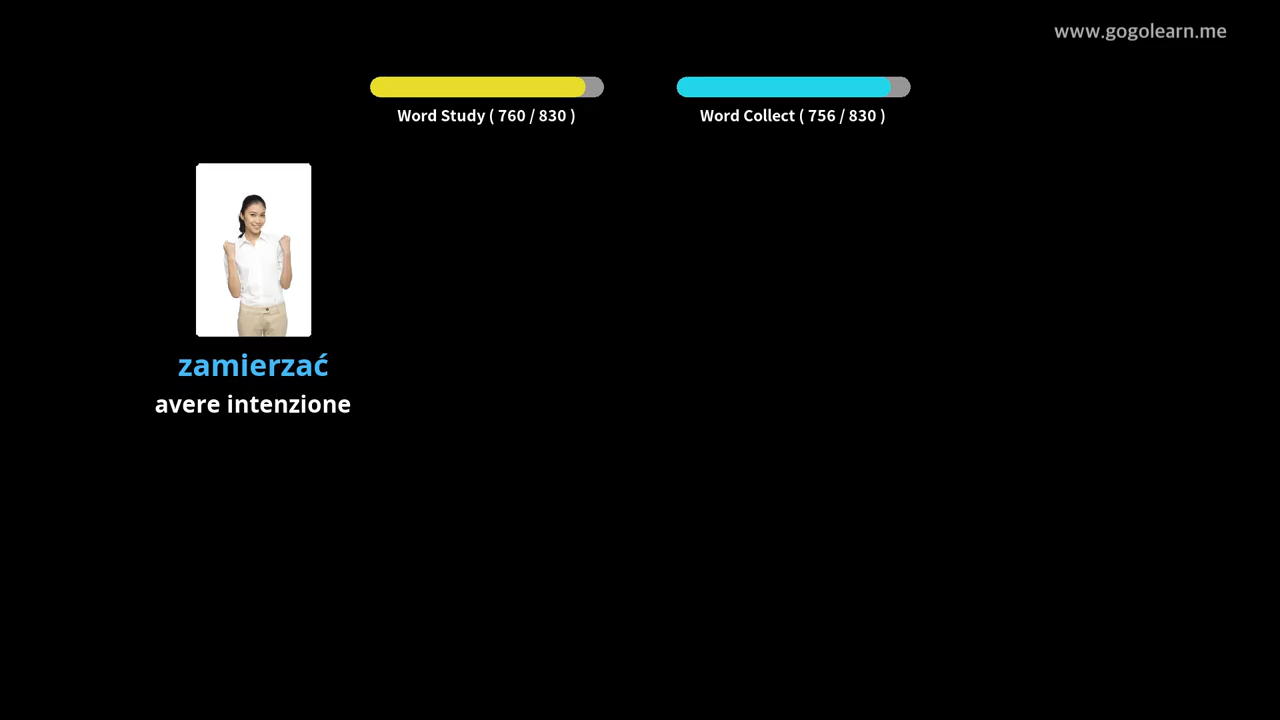 www.gogolearn.me
Word Study ( 760 / 830 )
Word Collect ( 756 / 830 )
zamierzać
avere intenzione